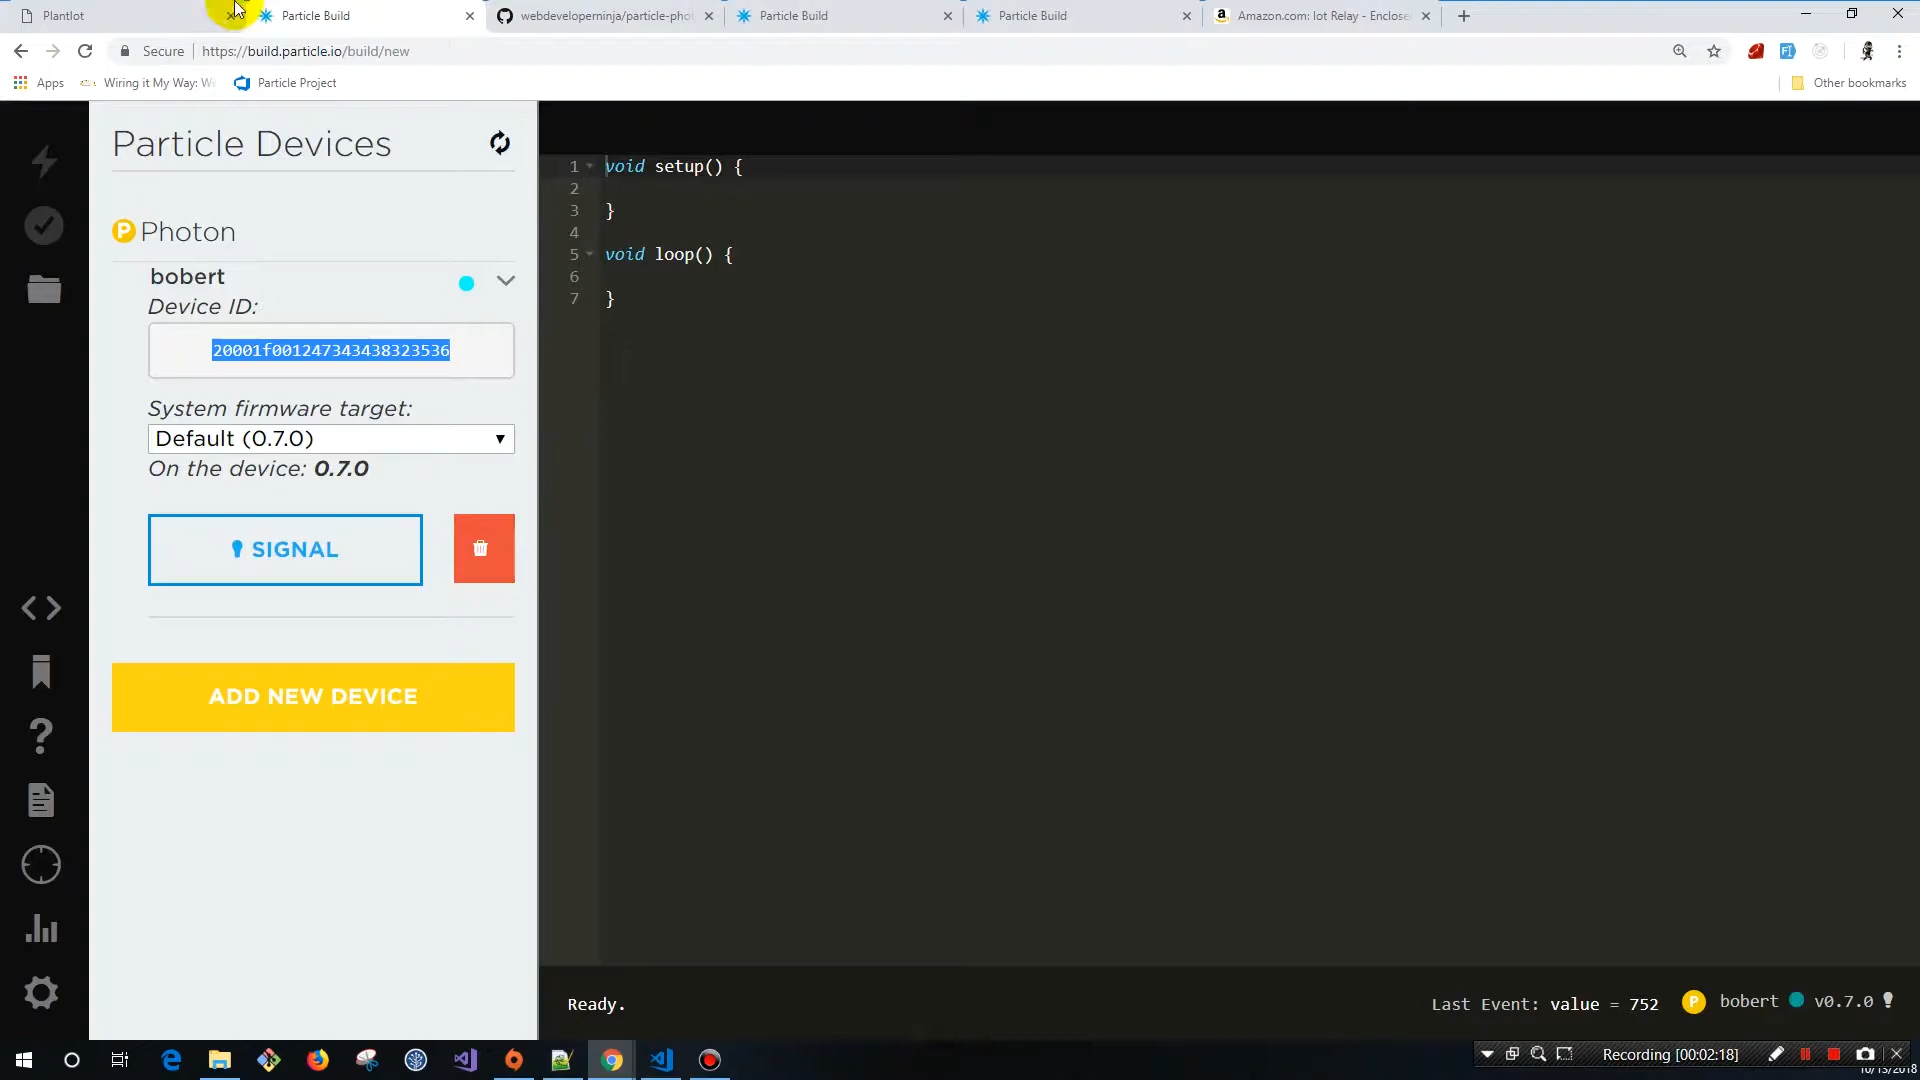 Plantlot
Particle Build
webdeveloperninja/particle-phot
Particle Build
Particle Build
Amazon.com: Iot Relay - Enclose
Secure
https://build.particle.io/build/new
Apps
Wiring it My Way: We
Particle Project
Other bookmarks
Particle Devices
P Photon
bobert
Device ID:
20001f001247343438323536
System firmware target:
Default (0.7.0)
On the device: 0.7.0
SIGNAL
ADD NEW DEVICE
1 void setup() {
2
3 }
4
5 void loop() {
6
7 }
Ready.
Last Event: value = 752
P bobert v0.7.0
Recording [00:02:18]
10/13/2018